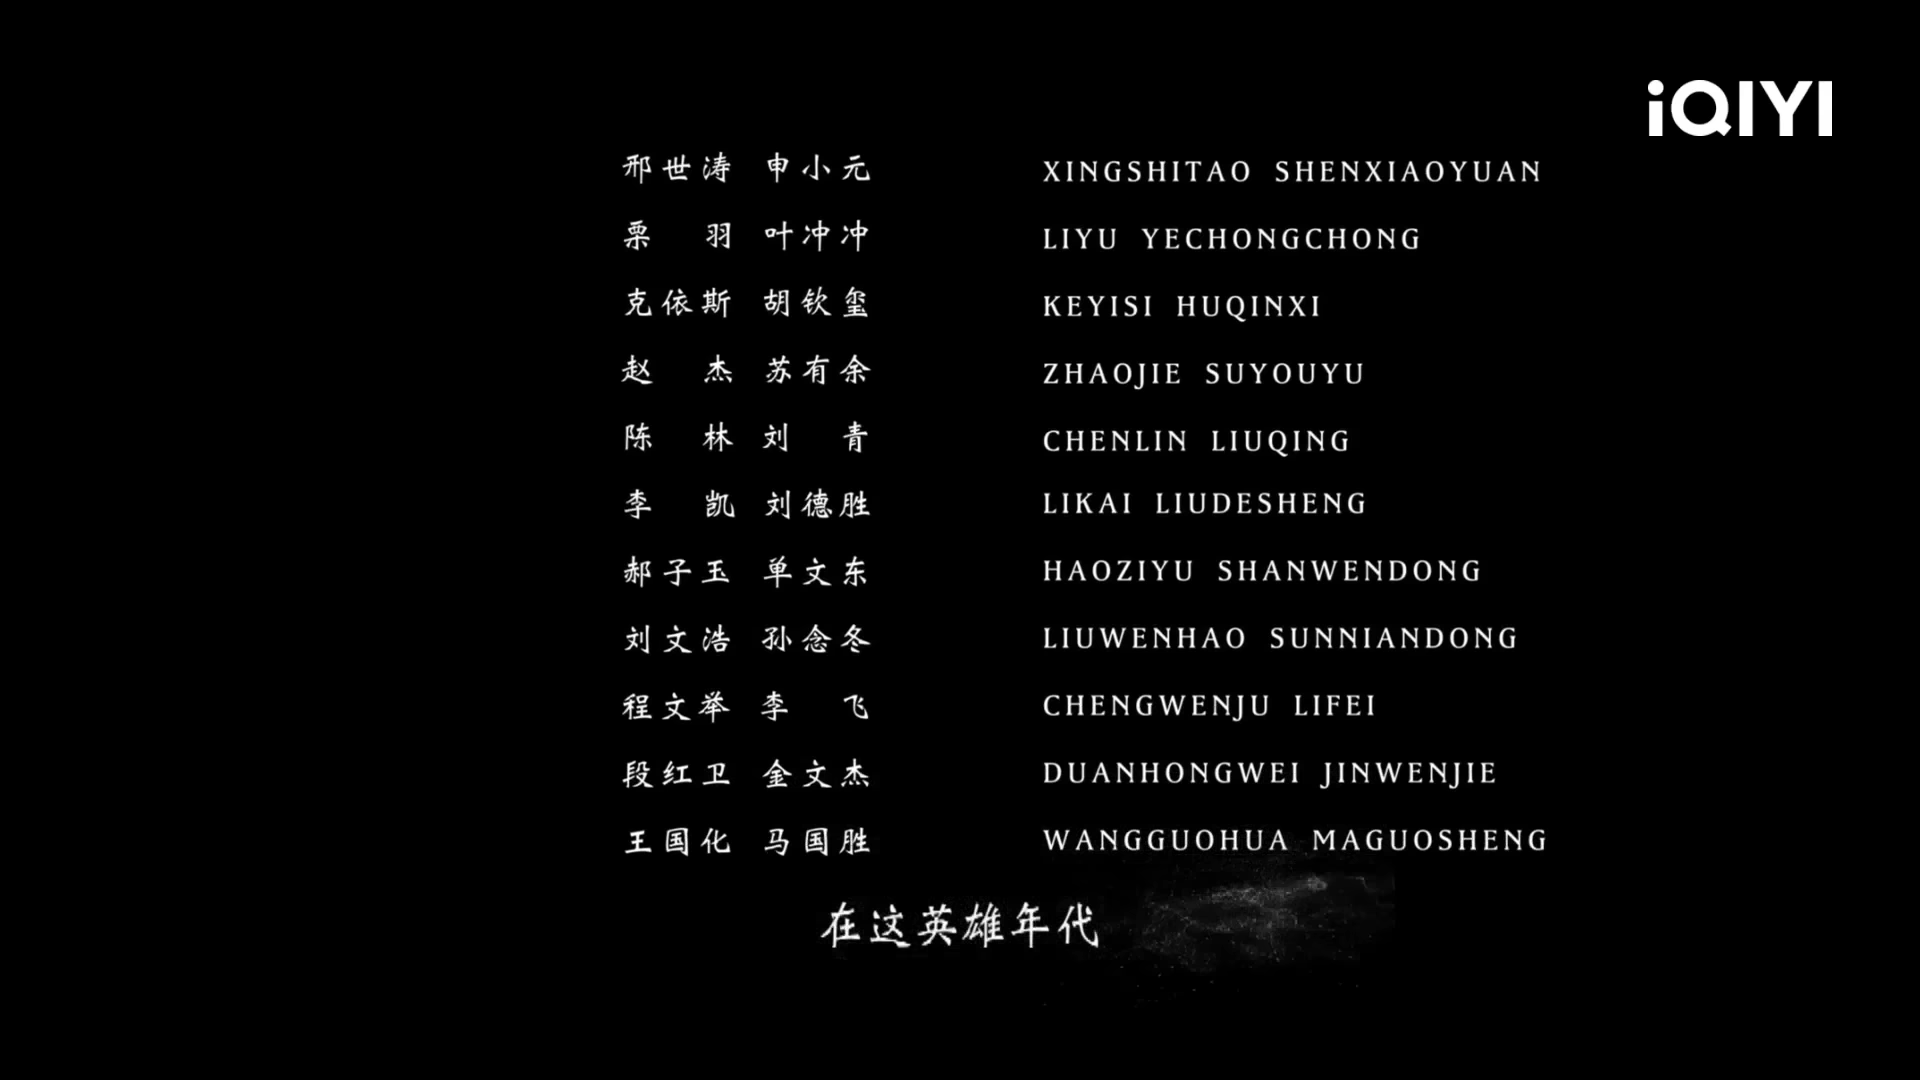 iQIYI
邢世涛 申小元 XINGSHITAO SHENXIAOYUAN
栗 羽 叶冲冲 LIYU YECHONGCHONG
克依斯 胡钦玺 KEYISI HUQINXI
赵 杰 苏有余 ZHAOJIE SUYOUYU
陈 林 刘 青 CHENLIN LIUQING
李 凯 刘德胜 LIKAI LIUDESHENG
郝子玉 单文东 HAOZIYU SHANWENDONG
刘文浩 孙念冬 LIUWENHAO SUNNIANDONG
程文举 李 飞 CHENGWENJU LIFEI
段红卫 金文杰 DUANHONGWEI JINWENJIE
王国化 马国胜 WANGGUOHUA MAGUOSHENG
在这英雄年代